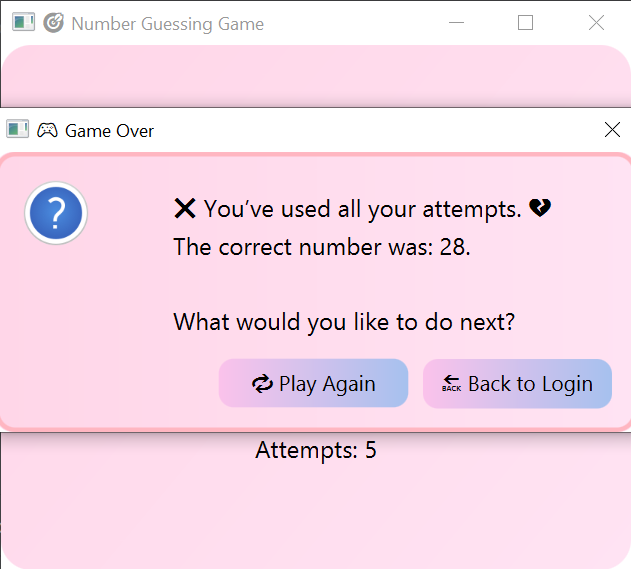 🎯 Number Guessing Game
🎮 Game Over
❌ You’ve used all your attempts. 💔
The correct number was: 28.
What would you like to do next?
🔁 Play Again
🔙 Back to Login
Attempts: 5